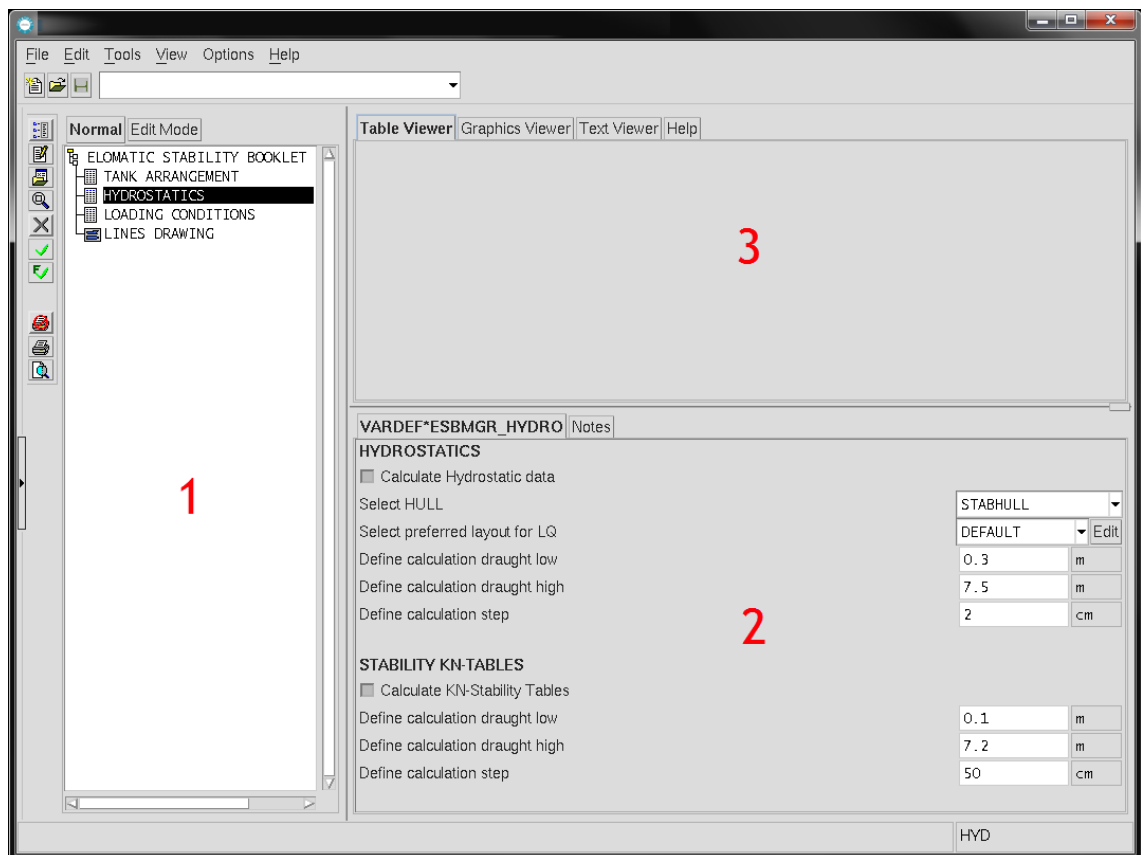 File Edit Tools View Options Help
Normal Edit Mode
ELOMATIC STABILITY BOOKLET
TANK ARRANGEMENT
HYDROSTATICS
LOADING CONDITIONS
LINES DRAWING
1
Table Viewer Graphics Viewer Text Viewer Help
3
VARDEF*ESBMGR_HYDRO Notes
HYDROSTATICS
Calculate Hydrostatic data
Select HULL STABHULL
Select preferred layout for LQ DEFAULT Edit
Define calculation draught low 0.3 m
Define calculation draught high 7.5 m
Define calculation step 2 cm
2
STABILITY KN-TABLES
Calculate KN-Stability Tables
Define calculation draught low 0.1 m
Define calculation draught high 7.2 m
Define calculation step 50 cm
HYD